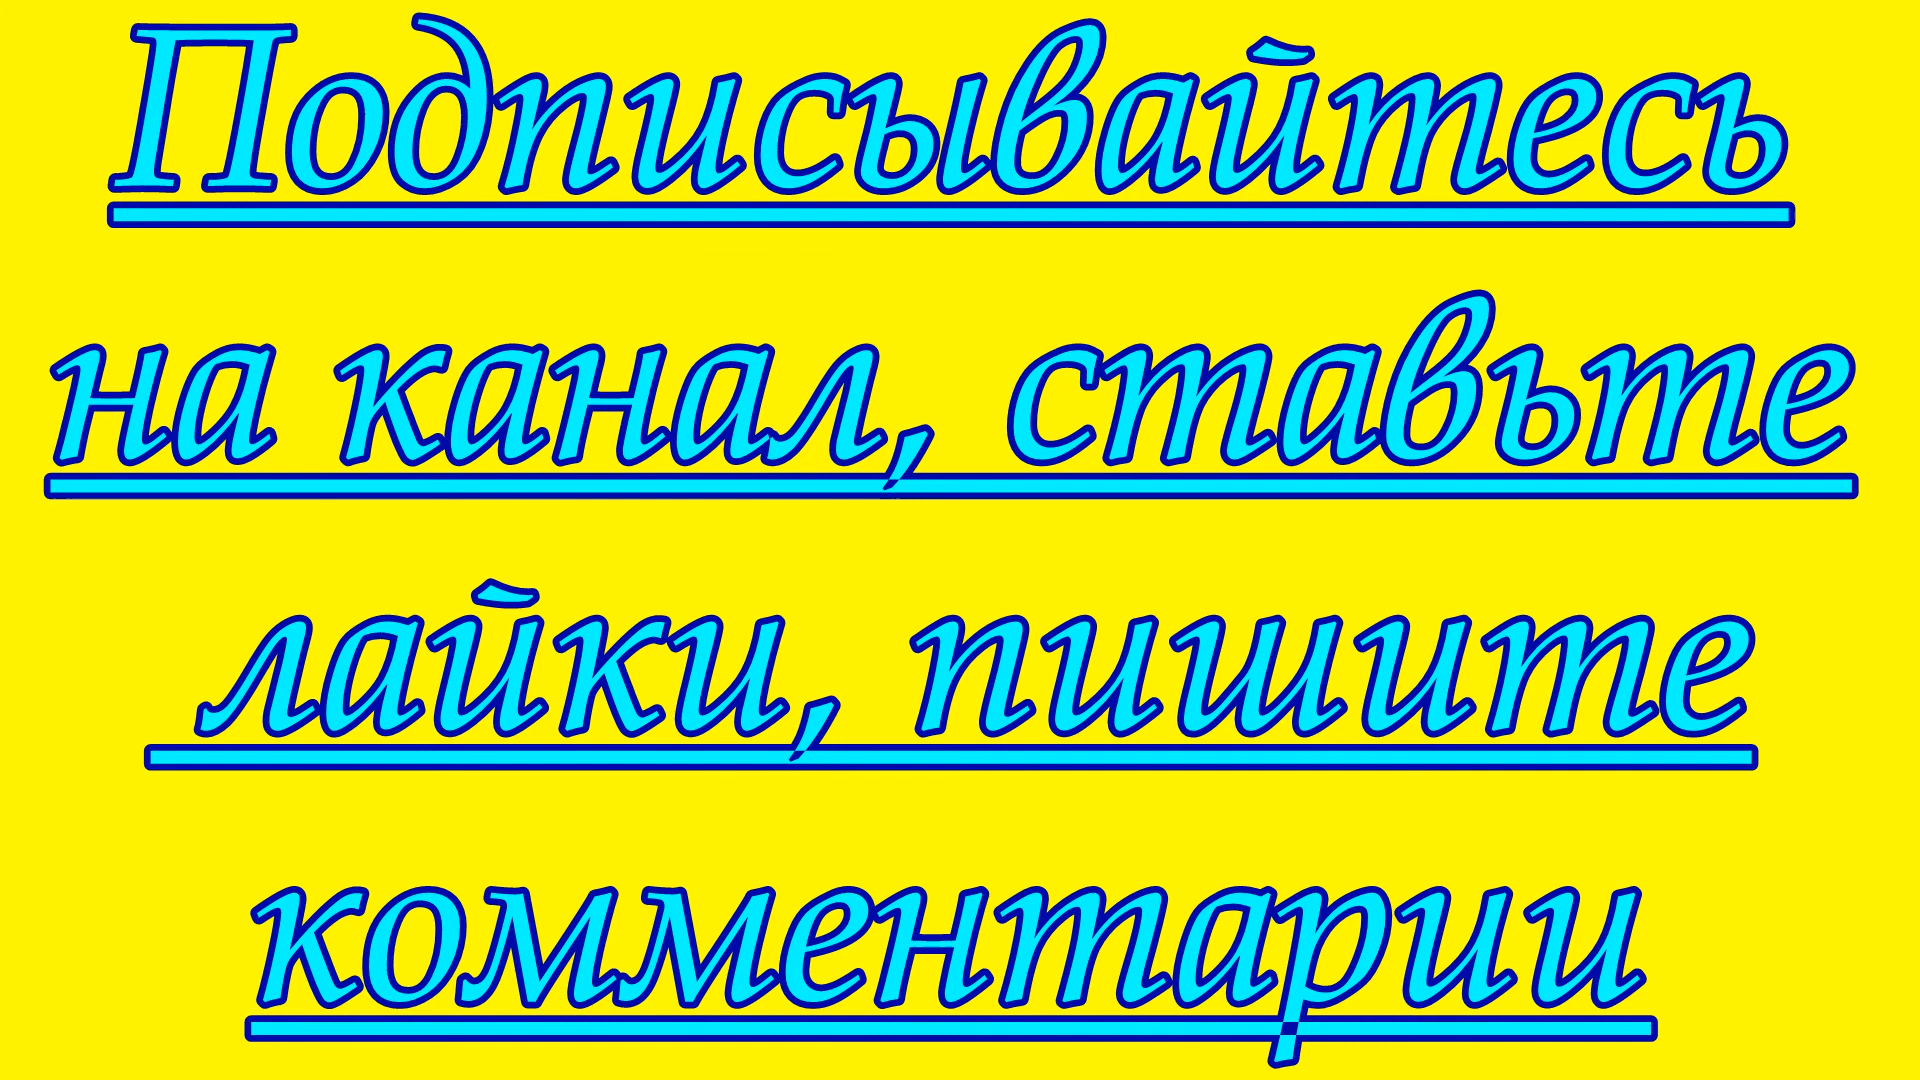 Подписывайтесь
на канал, ставьте
лайки, пишите
комментарии